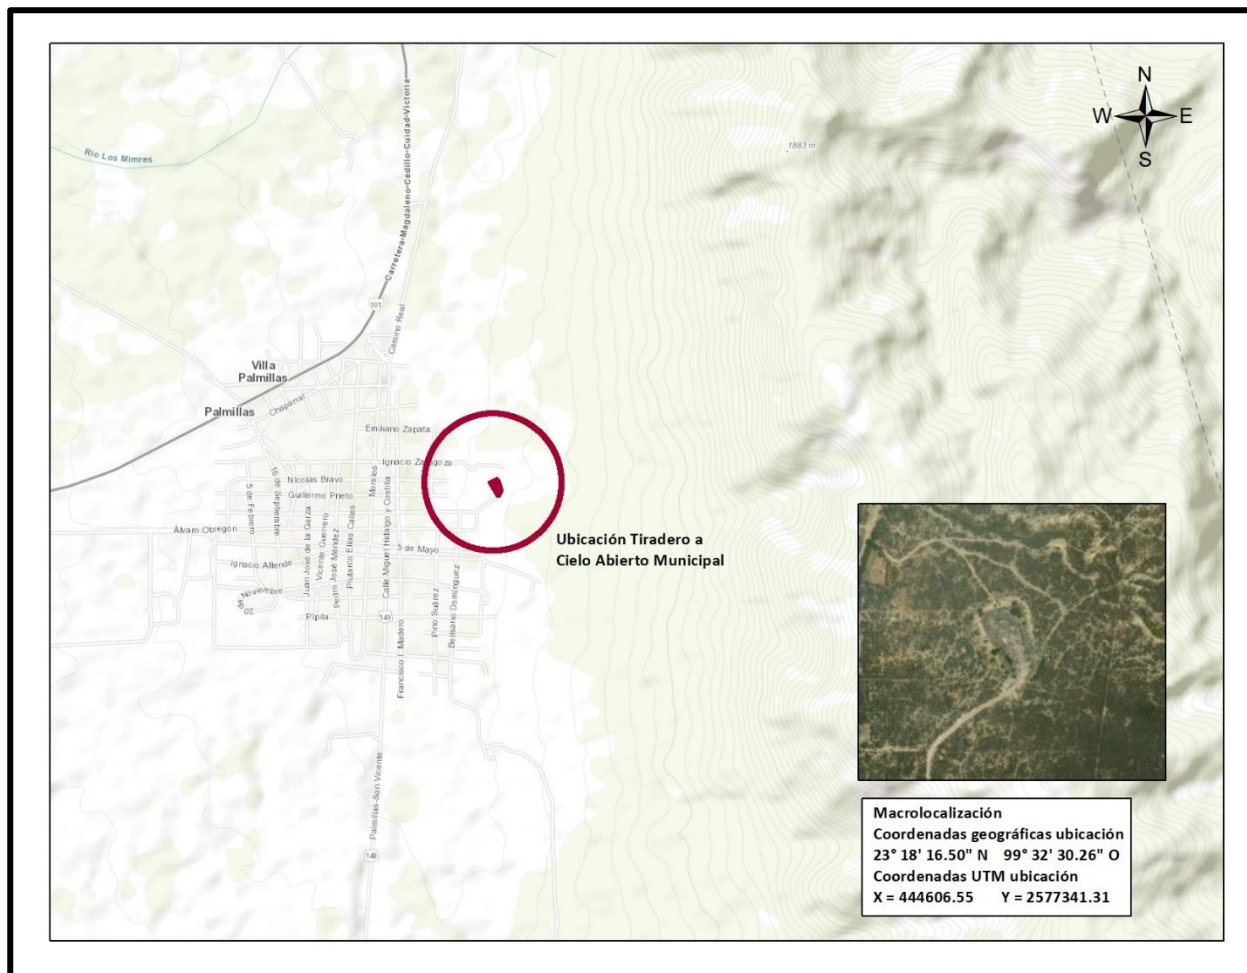 N
W E
S
1883 m
Río Los Mimres
Carretera-Magdaleno-Cedillo-Cuidad-Victoria
101
Camino Real
Villa
Palmillas
Palmillas
Chaparral
Emiliano Zapata
Ignacio Zaragoza
Nicolas Bravo
Guillermo Prieto
Morelos
5 de Febrero
16 de Septiembre
Álvaro Obregón
Juan José de la Garza
Vicente Guerrero
Pedro José Méndez
Plutarco Elías Calles
Calle Miguel Hidalgo y Costilla
5 de Mayo
Ubicación Tiradero a
Cielo Abierto Municipal
Ignacio Allende
20 de Noviembre
Pípila
149
Francisco I. Madero
Pino Suárez
Belisario Domínguez
Palmillas-San Vicente
149
Macrolocalización
Coordenadas geográficas ubicación
23° 18' 16.50" N 99° 32' 30.26" O
Coordenadas UTM ubicación
X = 444606.55 Y = 2577341.31